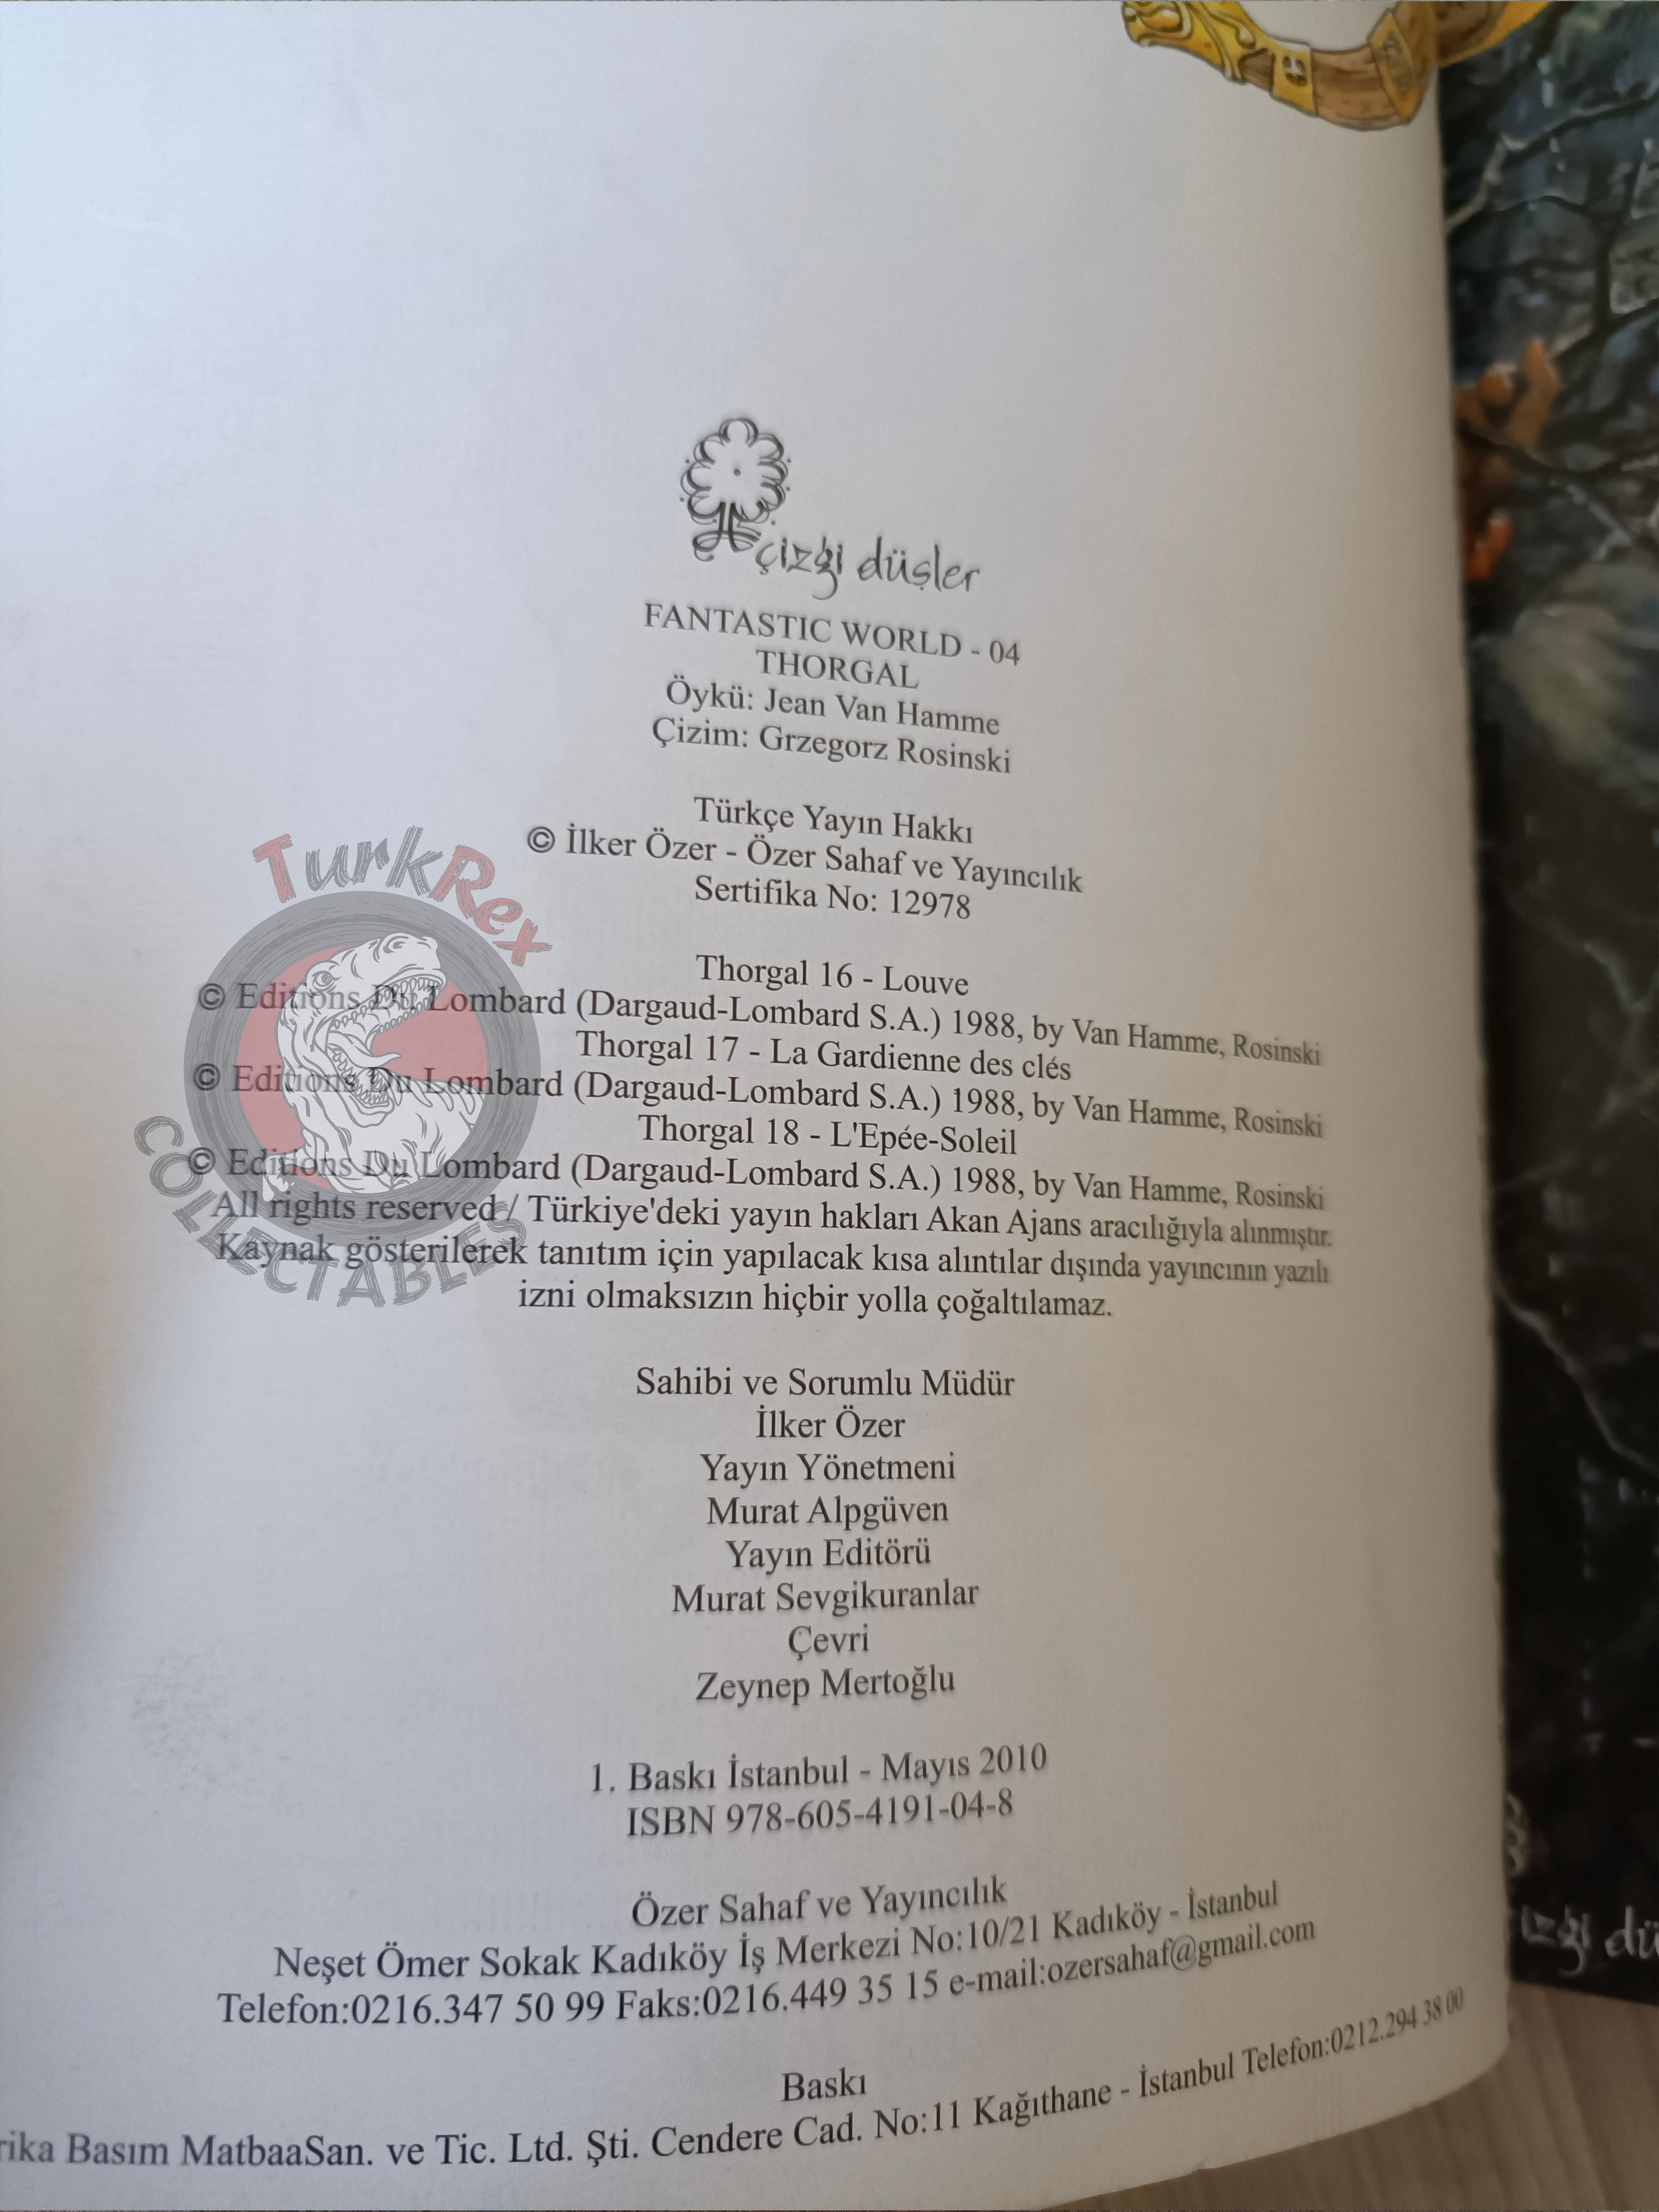 çizgi düşler
FANTASTIC WORLD - 04
THORGAL
Öykü: Jean Van Hamme
Çizim: Grzegorz Rosinski
Türkçe Yayın Hakkı
© İlker Özer - Özer Sahaf ve Yayıncılık
Sertifika No: 12978
TurkRex
COLLECTABLES
Thorgal 16 - Louve
© Editions Du Lombard (Dargaud-Lombard S.A.) 1988, by Van Hamme, Rosinski
Thorgal 17 - La Gardienne des clés
© Editions Du Lombard (Dargaud-Lombard S.A.) 1988, by Van Hamme, Rosinski
Thorgal 18 - L'Epée-Soleil
© Editions Du Lombard (Dargaud-Lombard S.A.) 1988, by Van Hamme, Rosinski
All rights reserved / Türkiye'deki yayın hakları Akan Ajans aracılığıyla alınmıştır.
Kaynak gösterilerek tanıtım için yapılacak kısa alıntılar dışında yayıncının yazılı
izni olmaksızın hiçbir yolla çoğaltılamaz.
Sahibi ve Sorumlu Müdür
İlker Özer
Yayın Yönetmeni
Murat Alpgüven
Yayın Editörü
Murat Sevgikuranlar
Çevri
Zeynep Mertoğlu
1. Baskı İstanbul - Mayıs 2010
ISBN 978-605-4191-04-8
Özer Sahaf ve Yayıncılık
Neşet Ömer Sokak Kadıköy İş Merkezi No:10/21 Kadıköy - İstanbul
Telefon:0216.347 50 99 Faks:0216.449 35 15 e-mail:ozersahaf@gmail.com
Baskı
rika Basım MatbaaSan. ve Tic. Ltd. Şti. Cendere Cad. No:11 Kağıthane - İstanbul Telefon:0212.294 38 00